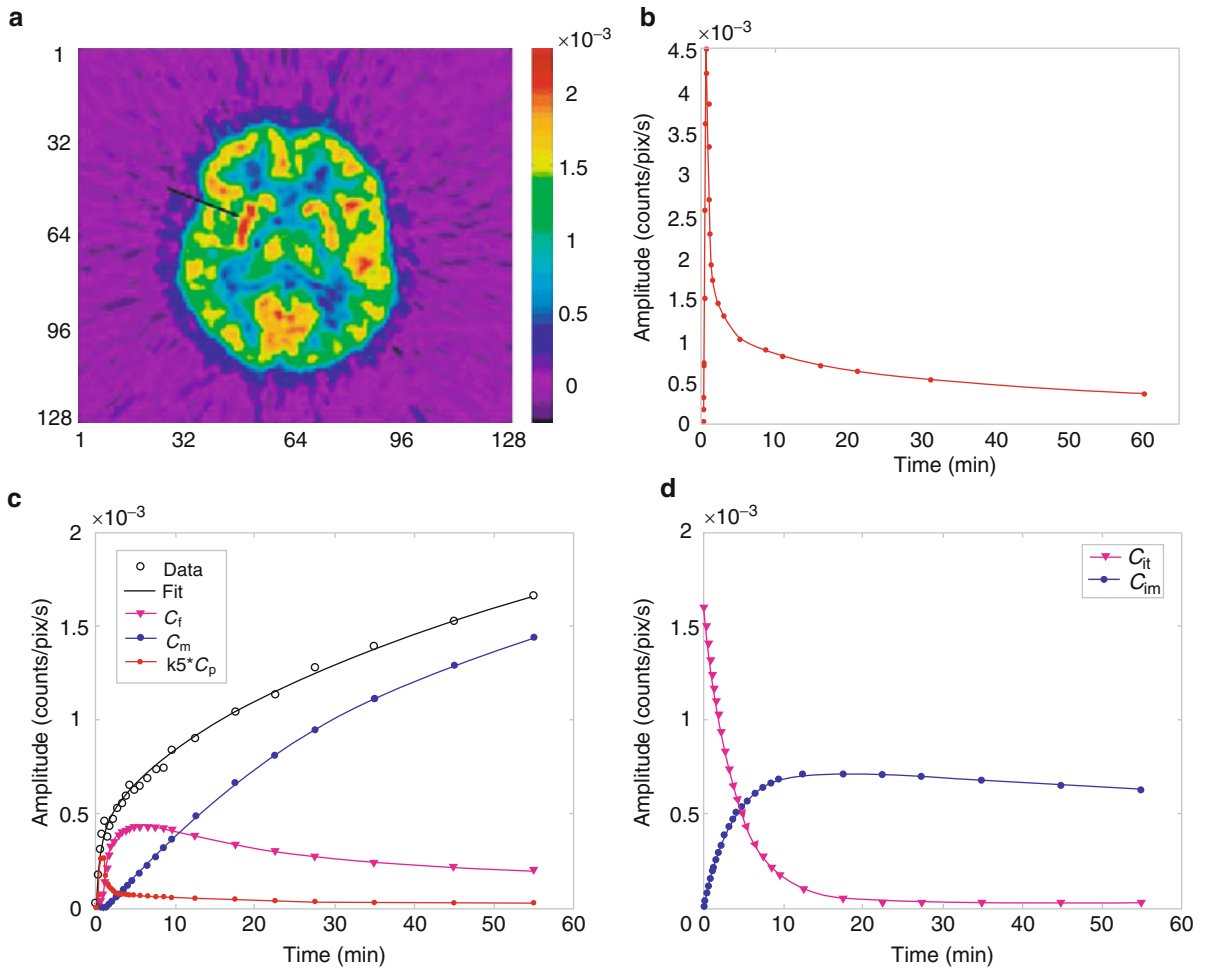 a
×10⁻³
1
32
64
96
128
1 32 64 96 128
2
1.5
1
0.5
0
b
×10⁻³
4.5
4
3.5
3
2.5
2
1.5
1
0.5
0
0 10 20 30 40 50 60
Amplitude (counts/pix/s)
Time (min)
c
×10⁻³
2
1.5
1
0.5
0
0 10 20 30 40 50 60
Amplitude (counts/pix/s)
Time (min)
Data
Fit
C_f
C_m
k5*C_p
d
×10⁻³
2
1.5
1
0.5
0
0 10 20 30 40 50 60
Amplitude (counts/pix/s)
Time (min)
C_it
C_im